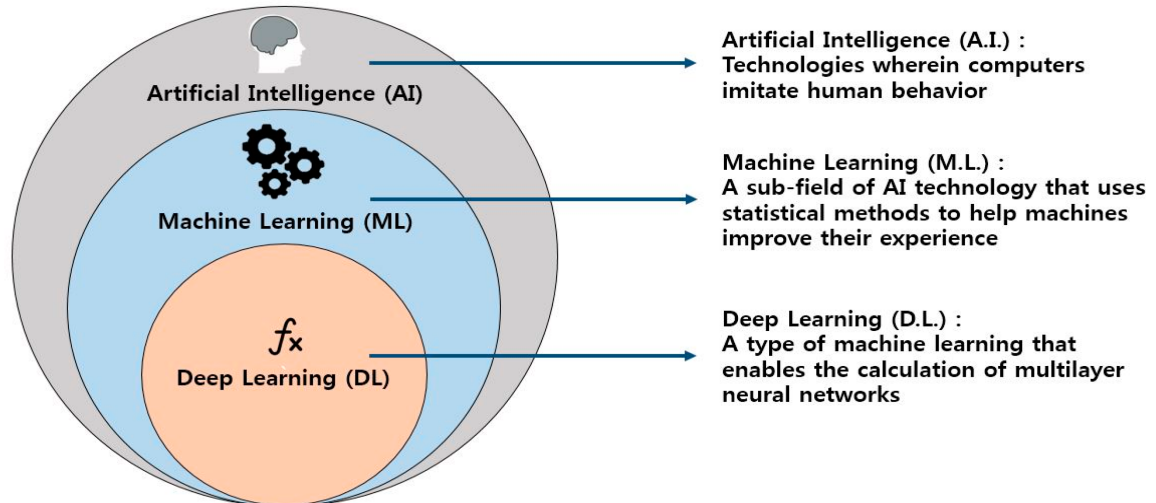 Artificial Intelligence (AI)
Machine Learning (ML)
fx
Deep Learning (DL)
Artificial Intelligence (A.I.) :
Technologies wherein computers
imitate human behavior
Machine Learning (M.L.) :
A sub-field of AI technology that uses
statistical methods to help machines
improve their experience
Deep Learning (D.L.) :
A type of machine learning that
enables the calculation of multilayer
neural networks